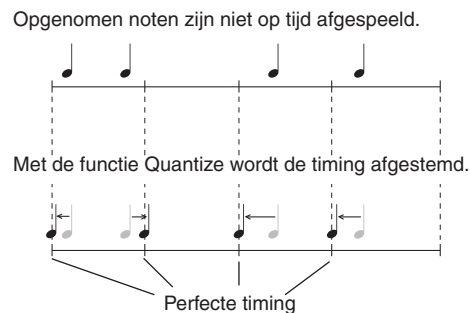 Opgenomen noten zijn niet op tijd afgespeeld.
Met de functie Quantize wordt de timing afgestemd.
Perfecte timing